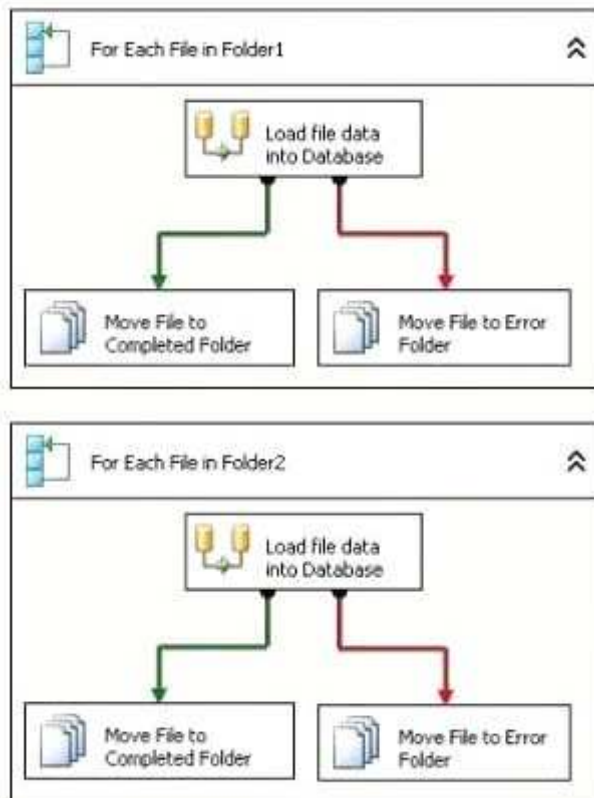 For Each File in Folder1
Load file data
into Database
Move File to
Completed Folder
Move File to Error
Folder
For Each File in Folder2
Load file data
into Database
Move File to
Completed Folder
Move File to Error
Folder